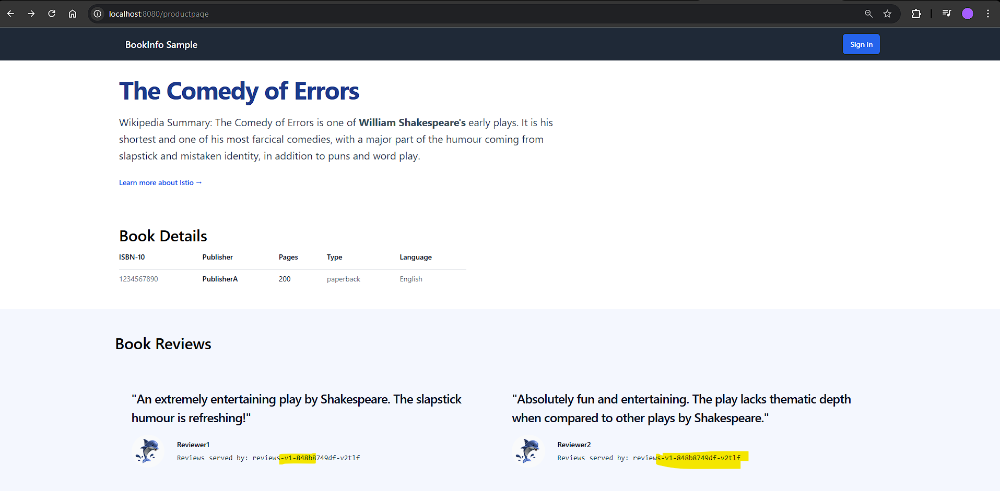 localhost:8080/productpage
BookInfo Sample
Sign in
The Comedy of Errors
Wikipedia Summary: The Comedy of Errors is one of William Shakespeare's early plays. It is his
shortest and one of his most farcical comedies, with a major part of the humour coming from
slapstick and mistaken identity, in addition to puns and word play.
Learn more about Istio →
Book Details
ISBN-10 Publisher Pages Type Language
1234567890 PublisherA 200 paperback English
Book Reviews
"An extremely entertaining play by Shakespeare. The slapstick
humour is refreshing!"
Reviewer1
Reviews served by: reviews-v1-848b8749df-v2tlf
"Absolutely fun and entertaining. The play lacks thematic depth
when compared to other plays by Shakespeare."
Reviewer2
Reviews served by: reviews-v1-848b8749df-v2tlf